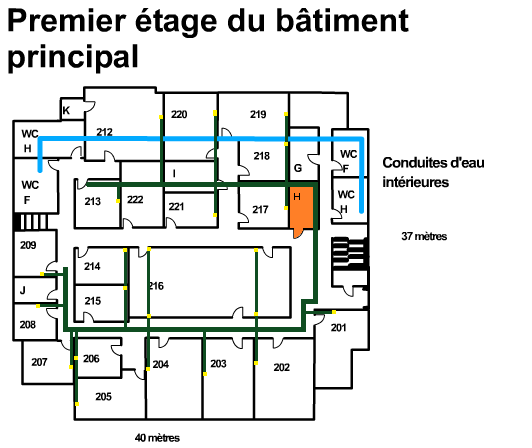 Premier étage du bâtiment
principal
K
WC
H
212
220
219
218
G
WC
F
Conduites d'eau
intérieures
I
WC
F
213
222
221
217
H
WC
H
209
214
216
37 mètres
J
215
208
201
207
206
204
203
202
205
40 mètres